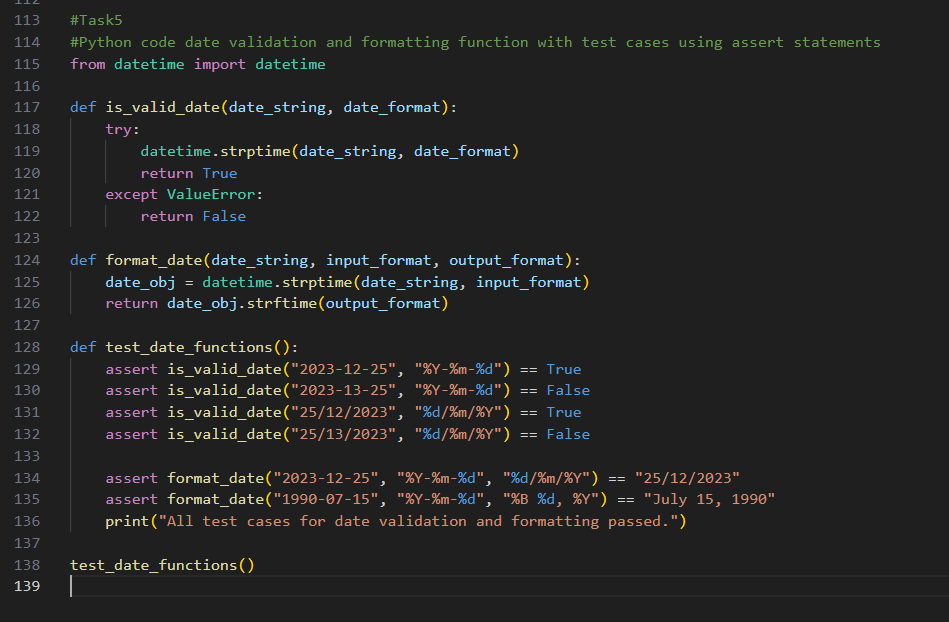 112
113 #Task5
114 #Python code date validation and formatting function with test cases using assert statements
115 from datetime import datetime
116
117 def is_valid_date(date_string, date_format):
118     try:
119         datetime.strptime(date_string, date_format)
120         return True
121     except ValueError:
122         return False
123
124 def format_date(date_string, input_format, output_format):
125     date_obj = datetime.strptime(date_string, input_format)
126     return date_obj.strftime(output_format)
127
128 def test_date_functions():
129     assert is_valid_date("2023-12-25", "%Y-%m-%d") == True
130     assert is_valid_date("2023-13-25", "%Y-%m-%d") == False
131     assert is_valid_date("25/12/2023", "%d/%m/%Y") == True
132     assert is_valid_date("25/13/2023", "%d/%m/%Y") == False
133
134     assert format_date("2023-12-25", "%Y-%m-%d", "%d/%m/%Y") == "25/12/2023"
135     assert format_date("1990-07-15", "%Y-%m-%d", "%B %d, %Y") == "July 15, 1990"
136     print("All test cases for date validation and formatting passed.")
137
138 test_date_functions()
139